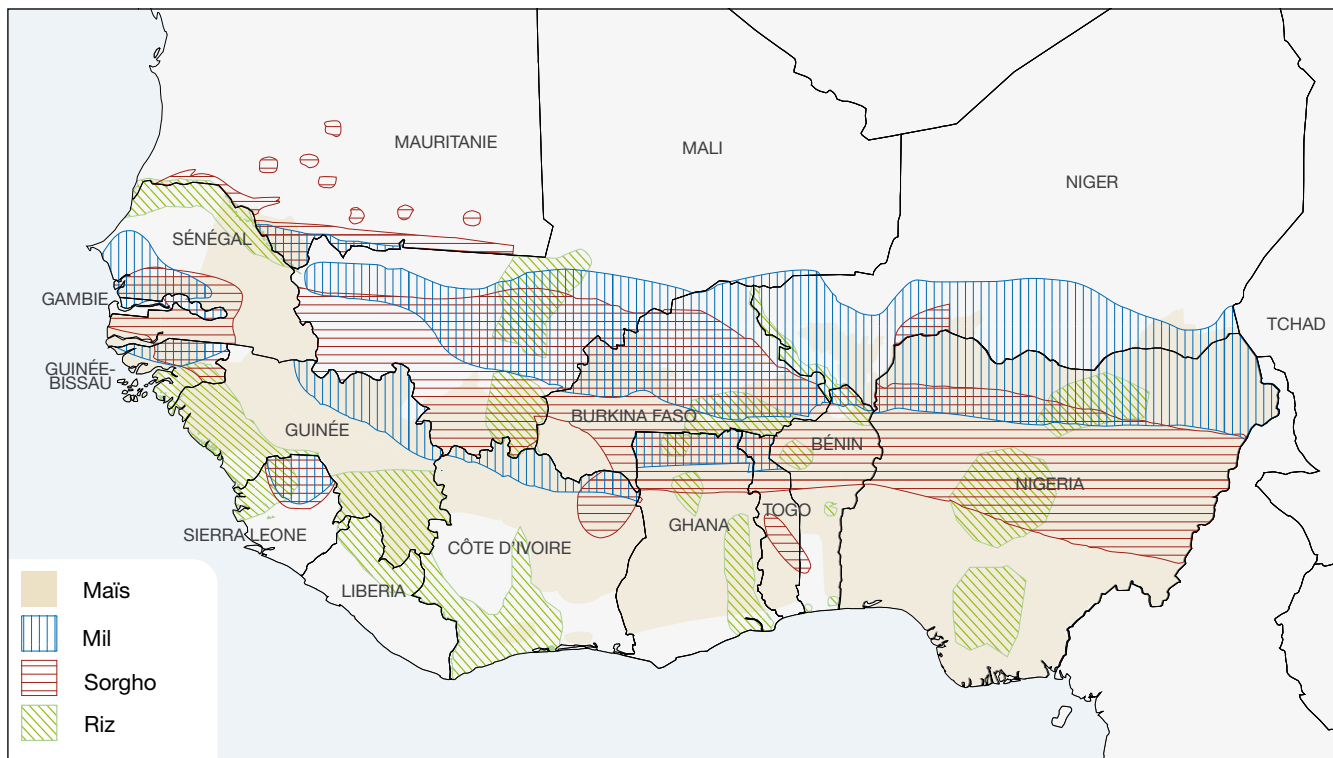 MAURITANIE
MALI
NIGER
SÉNÉGAL
GAMBIE
TCHAD
GUINÉE-
BISSAU
GUINÉE
BURKINA FASO
BÉNIN
NIGERIA
SIERRA LEONE
CÔTE D'IVOIRE
GHANA
TOGO
LIBERIA
Maïs
Mil
Sorgho
Riz